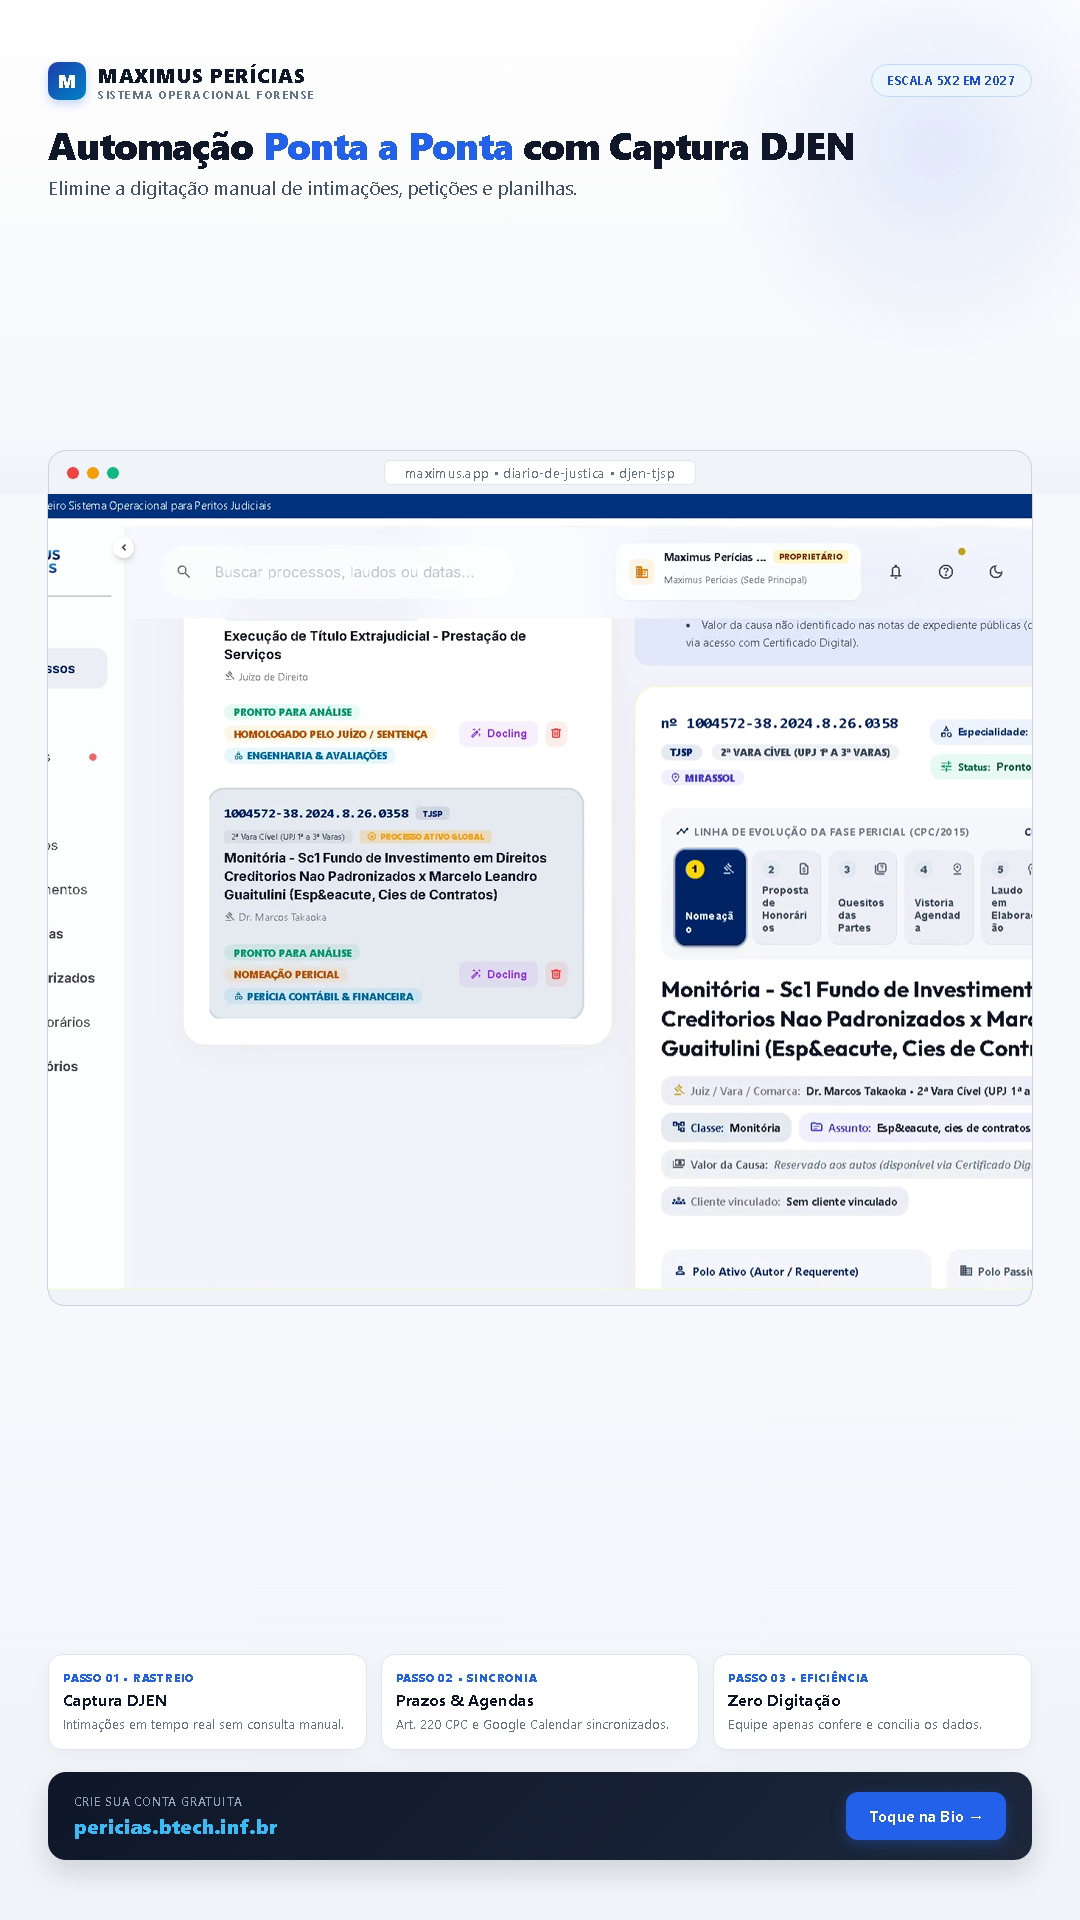 M
MAXIMUS PERÍCIAS
SISTEMA OPERACIONAL FORENSE
ESCALA 5X2 EM 2027
Automação Ponta a Ponta com Captura DJEN
Elimine a digitação manual de intimações, petições e planilhas.
maximus.app • diario-de-justica • djen-tjsp
eiro Sistema Operacional para Peritos Judiciais
US
S
ssos
s
os
nentos
as
rizados
orários
órios
Buscar processos, laudos ou datas...
Maximus Perícias ... PROPRIETÁRIO
Maximus Perícias (Sede Principal)
Execução de Título Extrajudicial - Prestação de
Serviços
Juízo de Direito
PRONTO PARA ANÁLISE
HOMOLOGADO PELO JUÍZO / SENTENÇA
Docling
ENGENHARIA & AVALIAÇÕES
1004572-38.2024.8.26.0358 TJSP
2ª Vara Cível (UPJ 1ª a 3ª Varas) PROCESSO ATIVO GLOBAL
Monitória - Sc1 Fundo de Investimento em Direitos
Creditorios Nao Padronizados x Marcelo Leandro
Guaitulini (Esp&eacute, Cies de Contratos)
Dr. Marcos Takaoka
PRONTO PARA ANÁLISE
NOMEAÇÃO PERICIAL
Docling
PERÍCIA CONTÁBIL & FINANCEIRA
• Valor da causa não identificado nas notas de expediente públicas (c
via acesso com Certificado Digital).
nº 1004572-38.2024.8.26.0358
Especialidade:
TJSP 2ª VARA CÍVEL (UPJ 1ª A 3ª VARAS)
Status: Pronto
MIRASSOL
LINHA DE EVOLUÇÃO DA FASE PERICIAL (CPC/2015)
1
Nomeaçã
o
2
Proposta
de
Honorári
os
3
Quesitos
das
Partes
4
Vistoria
Agendad
a
5
Laudo
em
Elabora
ão
Monitória - Sc1 Fundo de Investiment
Creditorios Nao Padronizados x Marc
Guaitulini (Esp&eacute, Cies de Contr
Juiz / Vara / Comarca: Dr. Marcos Takaoka • 2ª Vara Cível (UPJ 1ª a
Classe: Monitória
Assunto: Esp&eacute, cies de contratos
Valor da Causa: Reservado aos autos (disponível via Certificado Dig
Cliente vinculado: Sem cliente vinculado
Polo Ativo (Autor / Requerente)
Polo Passiv
PASSO 01 • RASTREIO
Captura DJEN
Intimações em tempo real sem consulta manual.
PASSO 02 • SINCRONIA
Prazos & Agendas
Art. 220 CPC e Google Calendar sincronizados.
PASSO 03 • EFICIÊNCIA
Zero Digitação
Equipe apenas confere e concilia os dados.
CRIE SUA CONTA GRATUITA
pericias.btech.inf.br
Toque na Bio →